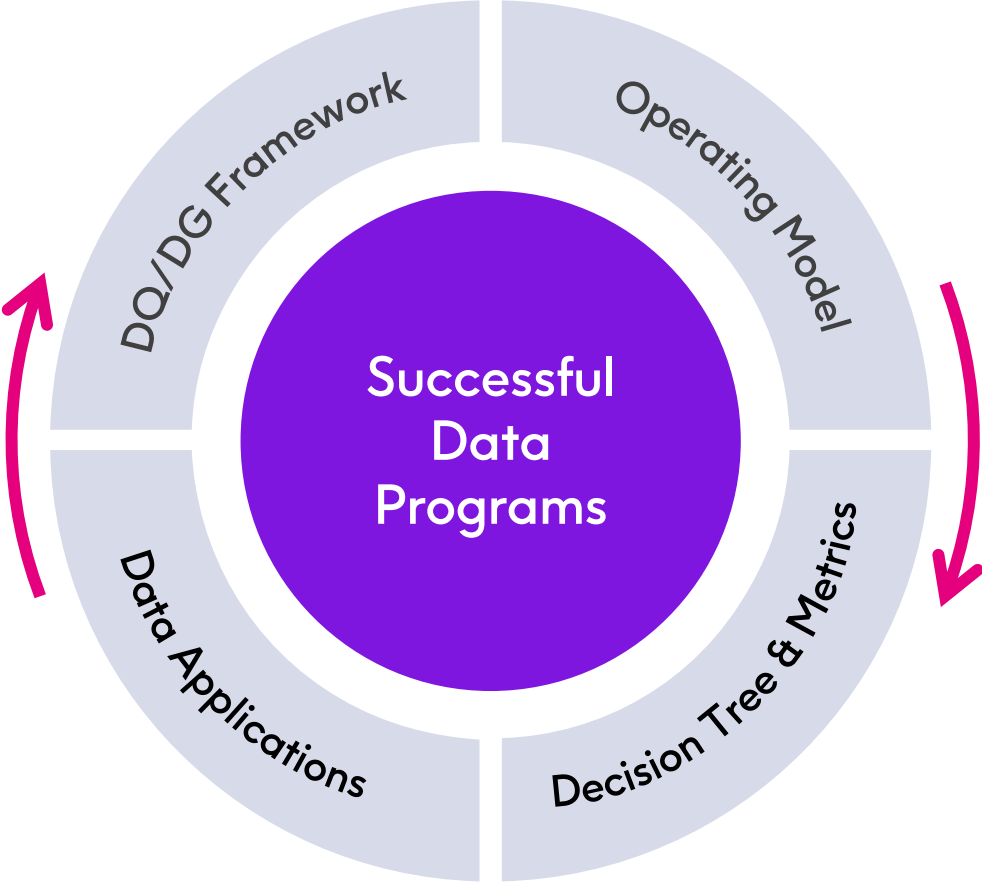 DQ/DG Framework
Operating Model
Successful
Data
Programs
Data Applications
Decision Tree & Metrics